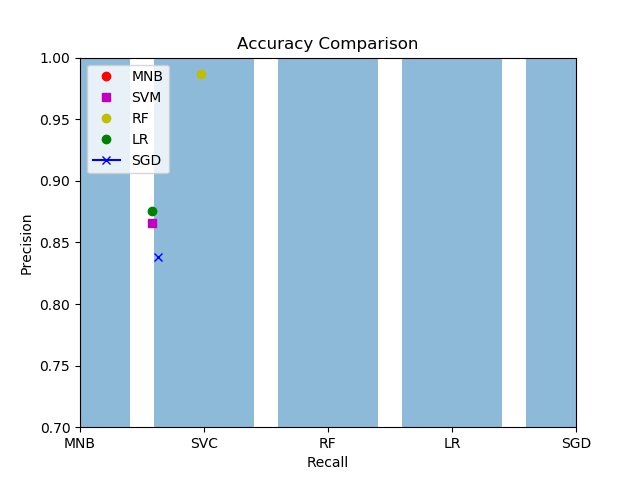 Accuracy Comparison
1.00
0.95
0.90
0.85
0.80
0.75
0.70
Precision
MNB
SVM
RF
LR
SGD
MNB SVC RF LR SGD
Recall